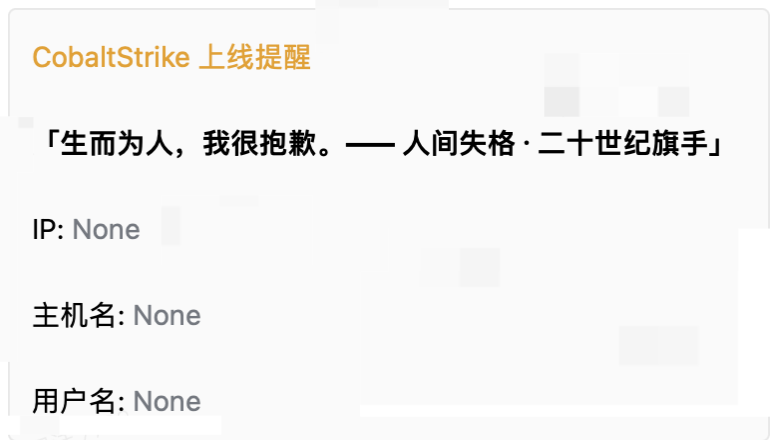 CobaltStrike 上线提醒
「生而为人，我很抱歉。—— 人间失格 · 二十世纪旗手」
IP: None
主机名: None
用户名: None